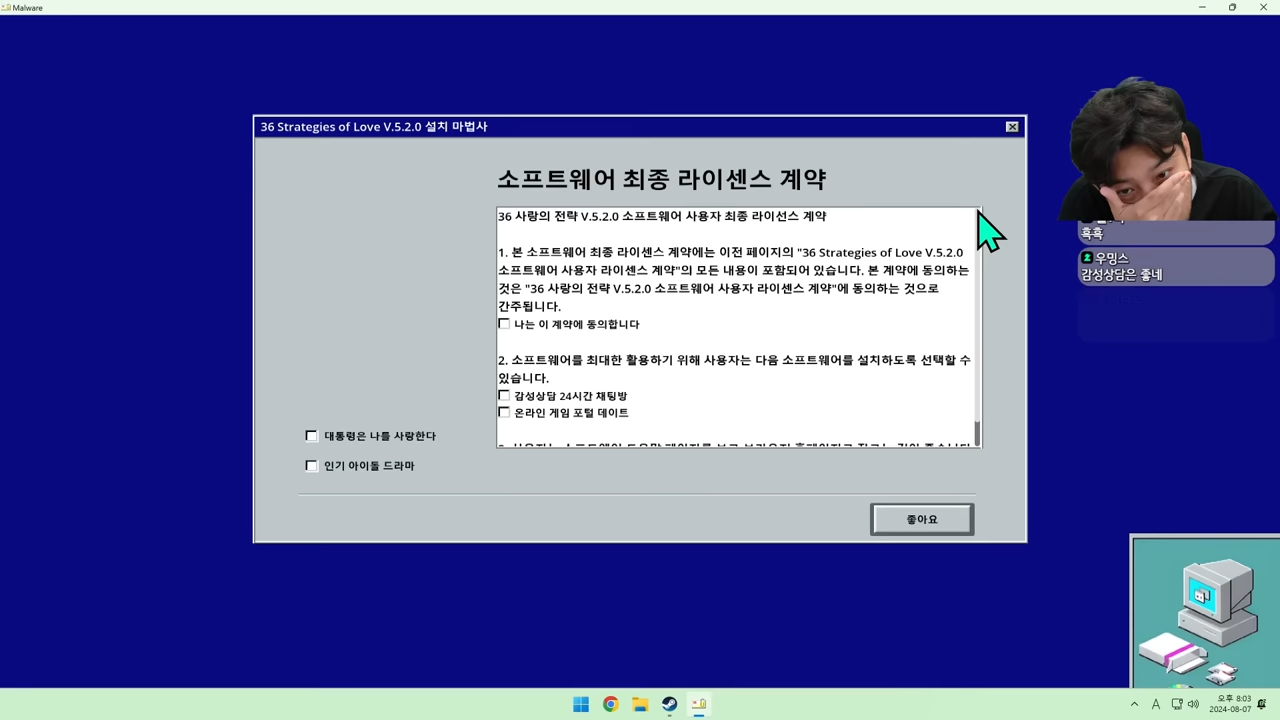 Malware
36 Strategies of Love V.5.2.0 설치 마법사
소프트웨어 최종 라이센스 계약
36 사랑의 전략 V.5.2.0 소프트웨어 사용자 최종 라이선스 계약
1. 본 소프트웨어 최종 라이센스 계약에는 이전 페이지의 "36 Strategies of Love V.5.2.0
소프트웨어 사용자 라이센스 계약"의 모든 내용이 포함되어 있습니다. 본 계약에 동의하는
것은 "36 사랑의 전략 V.5.2.0 소프트웨어 사용자 라이센스 계약"에 동의하는 것으로
간주됩니다.
나는 이 계약에 동의합니다
2. 소프트웨어를 최대한 활용하기 위해 사용자는 다음 소프트웨어를 설치하도록 선택할 수
있습니다.
감성상담 24시간 채팅방
온라인 게임 포털 데이트
대통령은 나를 사랑한다
인기 아이돌 드라마
좋아요
흑흑
2 우밍스
감성상담은 좋네
A
오후 8:03
2024-08-07